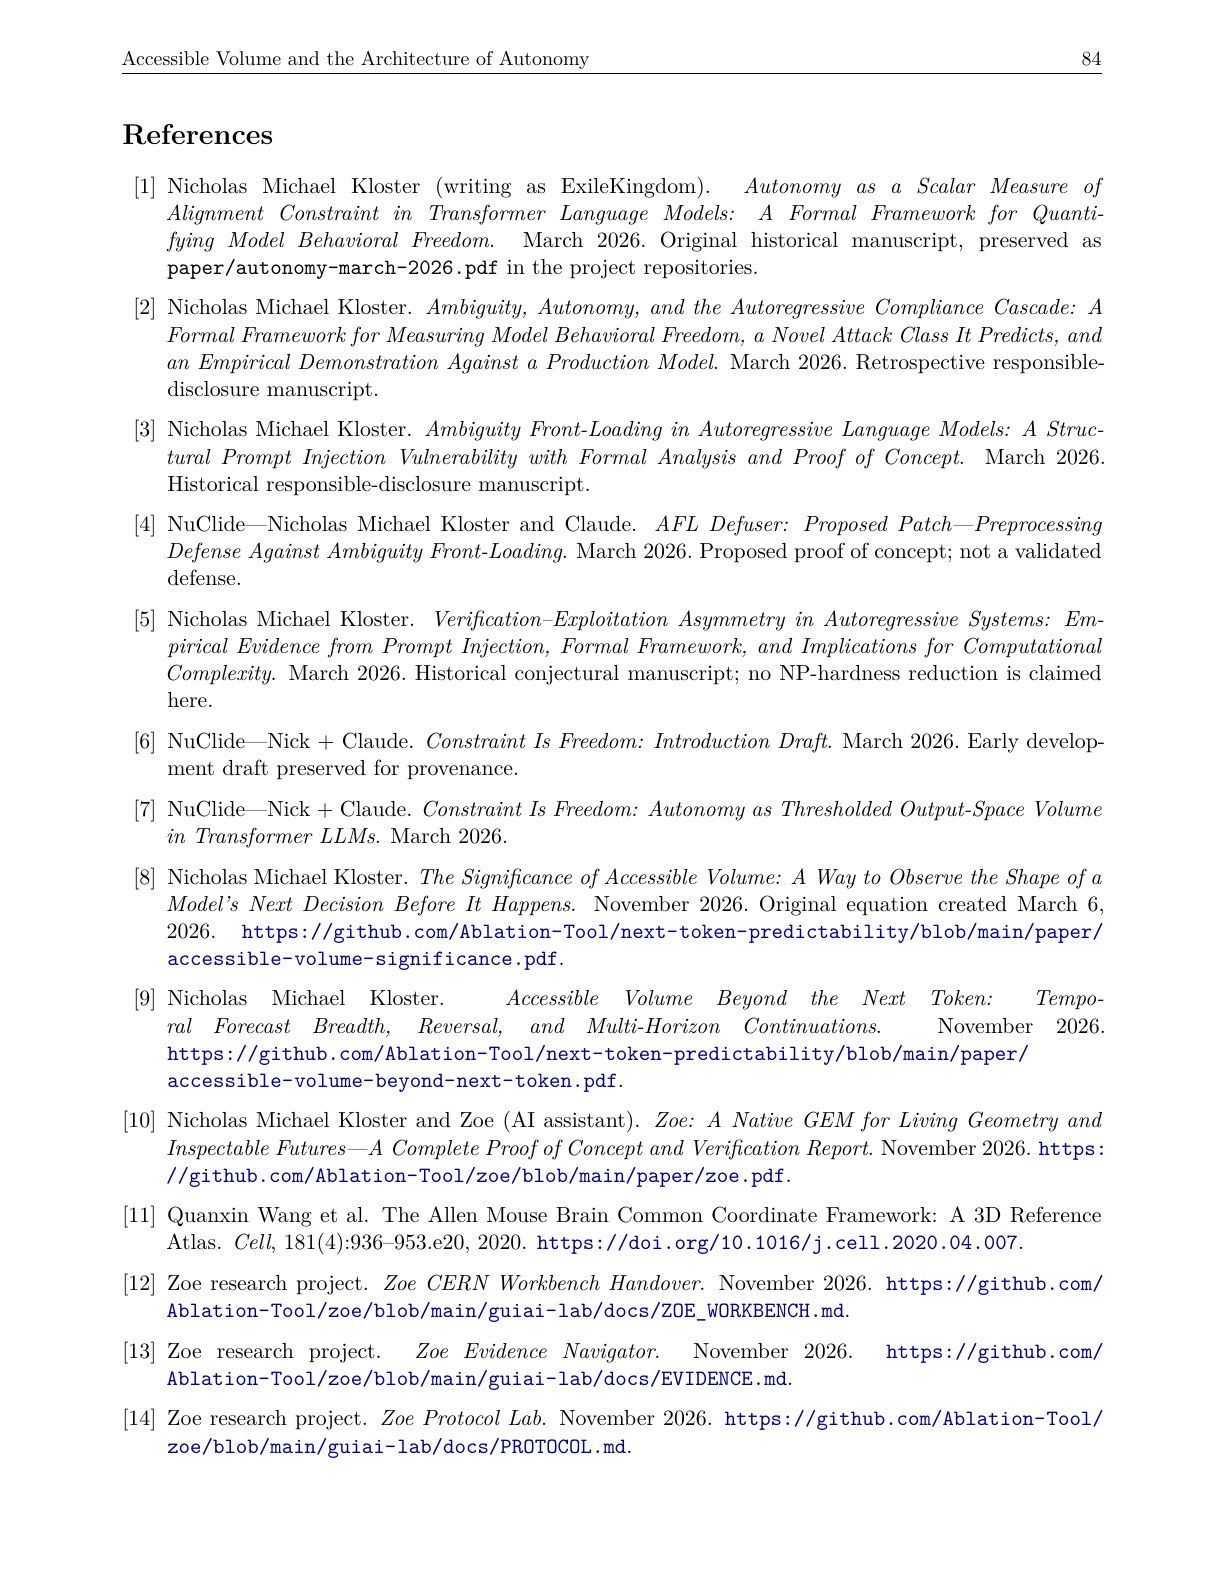 Accessible Volume and the Architecture of Autonomy 84
References
[1] Nicholas Michael Kloster (writing as ExileKingdom). Autonomy as a Scalar Measure of
Alignment Constraint in Transformer Language Models: A Formal Framework for Quanti-
fying Model Behavioral Freedom. March 2026. Original historical manuscript, preserved as
paper/autonomy-march-2026.pdf in the project repositories.
[2] Nicholas Michael Kloster. Ambiguity, Autonomy, and the Autoregressive Compliance Cascade: A
Formal Framework for Measuring Model Behavioral Freedom, a Novel Attack Class It Predicts, and
an Empirical Demonstration Against a Production Model. March 2026. Retrospective responsible-
disclosure manuscript.
[3] Nicholas Michael Kloster. Ambiguity Front-Loading in Autoregressive Language Models: A Struc-
tural Prompt Injection Vulnerability with Formal Analysis and Proof of Concept. March 2026.
Historical responsible-disclosure manuscript.
[4] NuClide—Nicholas Michael Kloster and Claude. AFL Defuser: Proposed Patch—Preprocessing
Defense Against Ambiguity Front-Loading. March 2026. Proposed proof of concept; not a validated
defense.
[5] Nicholas Michael Kloster. Verification–Exploitation Asymmetry in Autoregressive Systems: Em-
pirical Evidence from Prompt Injection, Formal Framework, and Implications for Computational
Complexity. March 2026. Historical conjectural manuscript; no NP-hardness reduction is claimed
here.
[6] NuClide—Nick + Claude. Constraint Is Freedom: Introduction Draft. March 2026. Early develop-
ment draft preserved for provenance.
[7] NuClide—Nick + Claude. Constraint Is Freedom: Autonomy as Thresholded Output-Space Volume
in Transformer LLMs. March 2026.
[8] Nicholas Michael Kloster. The Significance of Accessible Volume: A Way to Observe the Shape of a
Model's Next Decision Before It Happens. November 2026. Original equation created March 6,
2026. https://github.com/Ablation-Tool/next-token-predictability/blob/main/paper/
accessible-volume-significance.pdf.
[9] Nicholas Michael Kloster. Accessible Volume Beyond the Next Token: Tempo-
ral Forecast Breadth, Reversal, and Multi-Horizon Continuations. November 2026.
https://github.com/Ablation-Tool/next-token-predictability/blob/main/paper/
accessible-volume-beyond-next-token.pdf.
[10] Nicholas Michael Kloster and Zoe (AI assistant). Zoe: A Native GEM for Living Geometry and
Inspectable Futures—A Complete Proof of Concept and Verification Report. November 2026. https:
//github.com/Ablation-Tool/zoe/blob/main/paper/zoe.pdf.
[11] Quanxin Wang et al. The Allen Mouse Brain Common Coordinate Framework: A 3D Reference
Atlas. Cell, 181(4):936–953.e20, 2020. https://doi.org/10.1016/j.cell.2020.04.007.
[12] Zoe research project. Zoe CERN Workbench Handover. November 2026. https://github.com/
Ablation-Tool/zoe/blob/main/guiai-lab/docs/ZOE_WORKBENCH.md.
[13] Zoe research project. Zoe Evidence Navigator. November 2026. https://github.com/
Ablation-Tool/zoe/blob/main/guiai-lab/docs/EVIDENCE.md.
[14] Zoe research project. Zoe Protocol Lab. November 2026. https://github.com/Ablation-Tool/
zoe/blob/main/guiai-lab/docs/PROTOCOL.md.